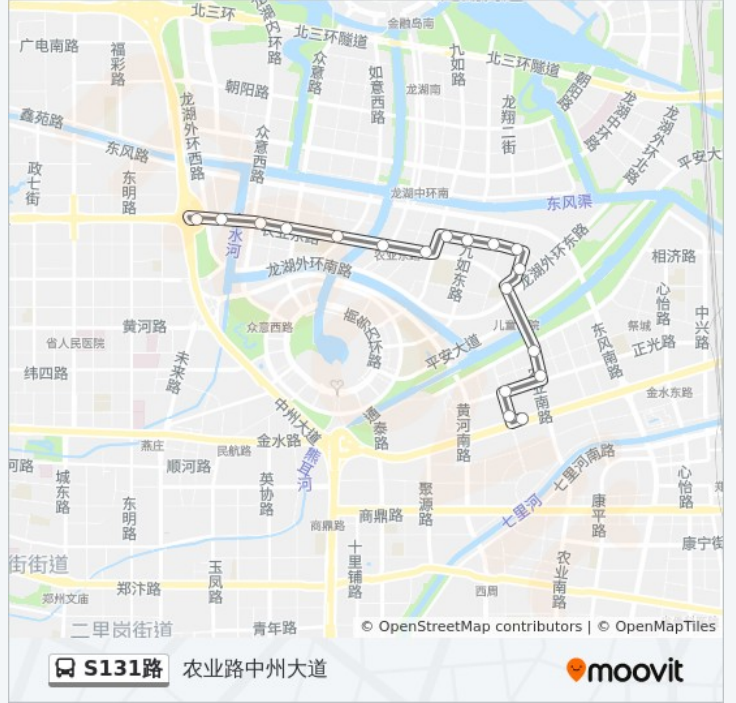 北三环
龙湖内环路
北三环隧道
金融岛南
广电南路
福彩路
众意路
如意西路
九如路
北三环隧道
朝阳路
朝阳路
龙湖南
龙湖外环西路
龙翔二街
龙湖中环路
龙湖外环北路
鑫苑路
众意西路
东风路
平安大
政七街
东明路
龙湖中环南
东风渠
水河
农业东路
农业东路
九如东路
龙湖外环东路
相济路
龙湖外环南路
心怡路
中兴路
黄河路
众意西路
儿童
院
祭城
省人民医院
未来路
平安大道
东风南路
正光路
纬四路
金水东路
中州大道
黄河南路
金水路
燕庄
民航路
熊耳河
顺河路
河路
七里河南路
城东路
英协路
聚源路
七里河
心怡路
东明路
商鼎路
商鼎路
康平路
康宁街
十里铺路
街街道
玉凤路
农业南路
郑汴路
西周
郑州文庙
二里岗街道
青年路
© OpenStreetMap contributors | © OpenMapTiles
S131路
农业路中州大道
moovit